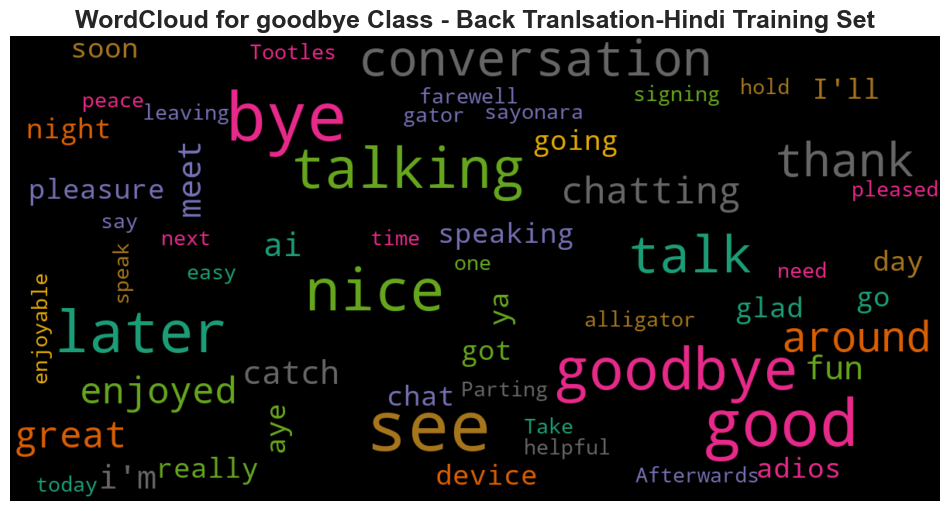 WordCloud for goodbye Class - Back Tranlsation-Hindi Training Set
soon
Tootles
conversation
peace
leaving
bye
farewell
gator
sayonara
signing
hold
I'll
night
going
talking
thank
pleasure
meet
chatting
pleased
say
next
ai
time
speaking
talk
need
day
speak
easy
one
nice
enjoyable
later
ya
alligator
glad
go
around
got
enjoyed
catch
chat
Parting
goodbye
fun
great
aye
see
Take
helpful
good
today
i'm
really
device
Afterwards
adios